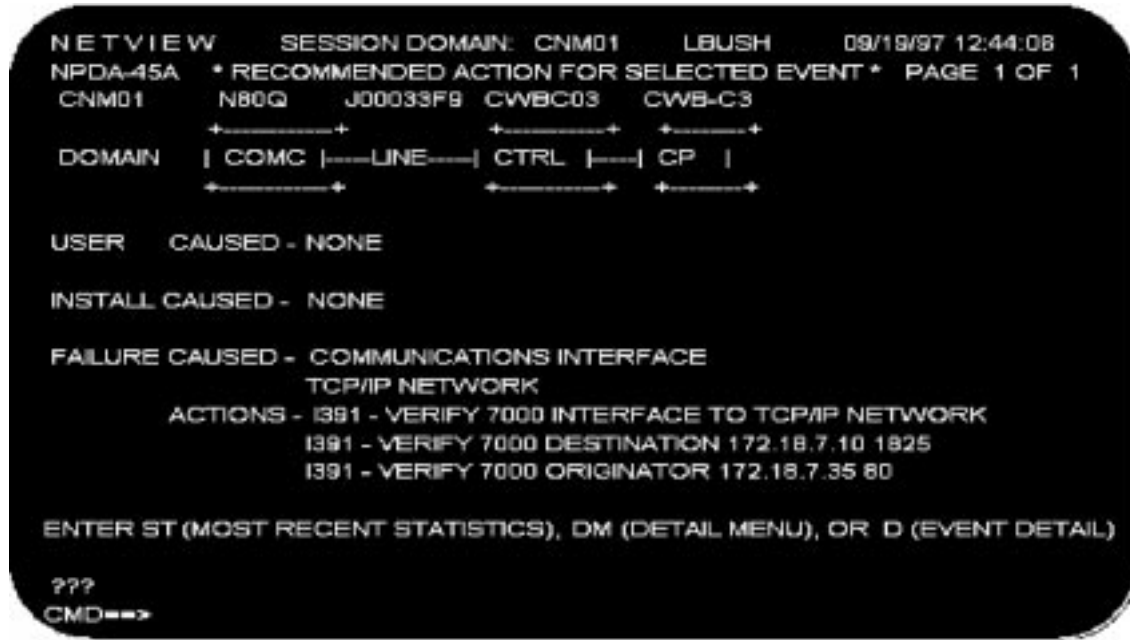 NETVIEW SESSION DOMAIN: CNM01 LBUSH 09/19/97 12:44:08
NPDA-45A * RECOMMENDED ACTION FOR SELECTED EVENT * PAGE 1 OF 1
CNM01 N80Q J00033F9 CWBC03 CWB-C3
+-----------+ +-----------+ +--------+
DOMAIN | COMC |----LINE----| CTRL |----| CP |
+-----------+ +-----------+ +--------+
USER CAUSED - NONE
INSTALL CAUSED - NONE
FAILURE CAUSED - COMMUNICATIONS INTERFACE
TCP/IP NETWORK
ACTIONS - I391 - VERIFY 7000 INTERFACE TO TCP/IP NETWORK
I391 - VERIFY 7000 DESTINATION 172.18.7.10 1825
I391 - VERIFY 7000 ORIGINATOR 172.18.7.35 80
ENTER ST (MOST RECENT STATISTICS), DM (DETAIL MENU), OR D (EVENT DETAIL)
???
CMD==>